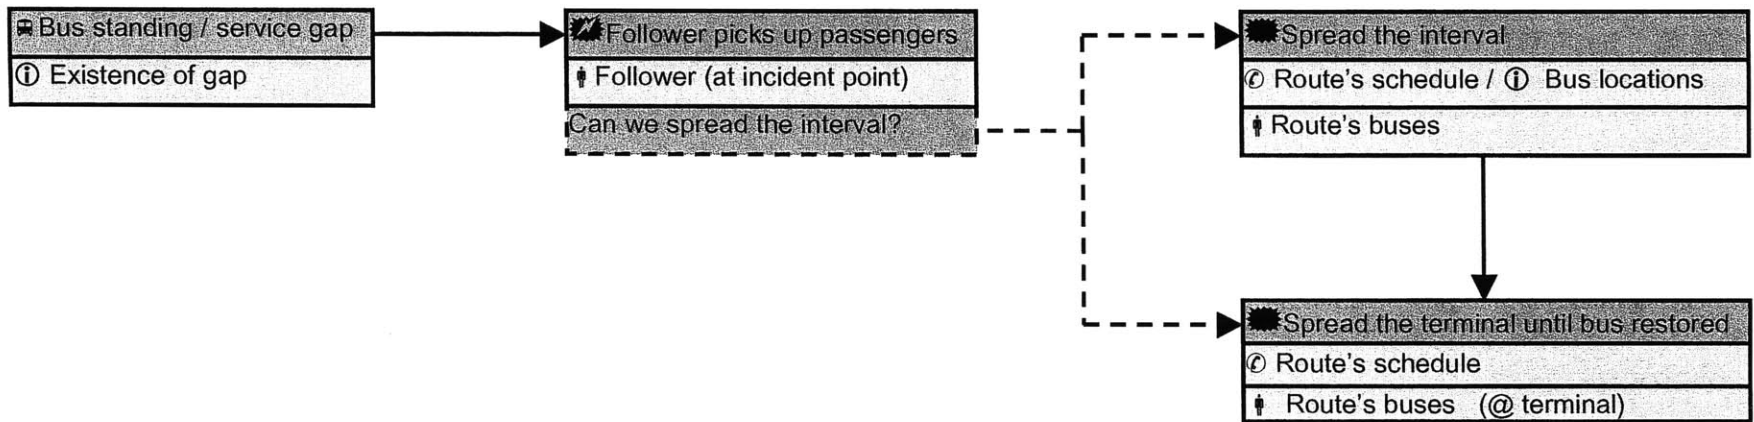 Bus standing / service gap
ⓘ Existence of gap
Follower picks up passengers
Follower (at incident point)
Can we spread the interval?
Spread the interval
✆ Route's schedule / ⓘ Bus locations
Route's buses
Spread the terminal until bus restored
✆ Route's schedule
Route's buses (@ terminal)